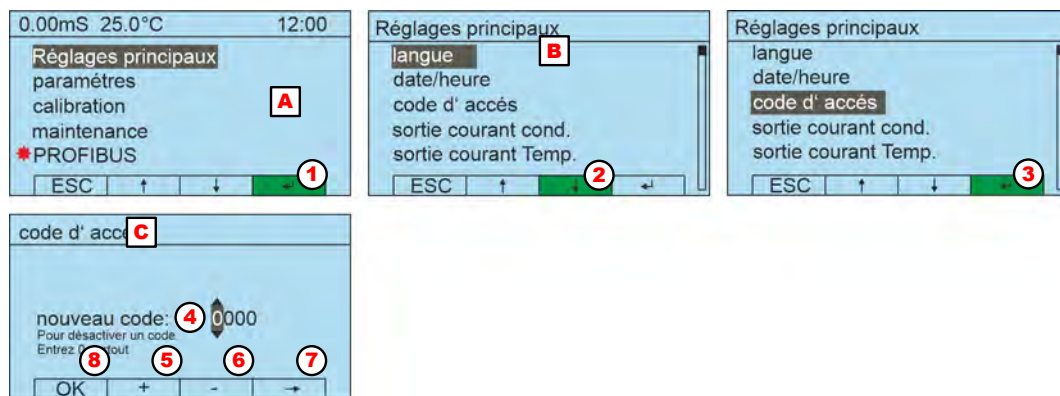 0.00mS 25.0°C 12:00
Réglages principaux
paramétres
A
calibration
maintenance
PROFIBUS
1
ESC ↑ ↓ ↵
Réglages principaux
B
langue
date/heure
code d' accés
sortie courant cond.
sortie courant Temp.
2
ESC ↑ ↓ ↵
Réglages principaux
langue
date/heure
code d' accés
sortie courant cond.
sortie courant Temp.
3
ESC ↑ ↓ ↵
code d' C
nouveau code: 4 0000
Pour désactiver un code
Entrez
8 5 6 7
OK + - →